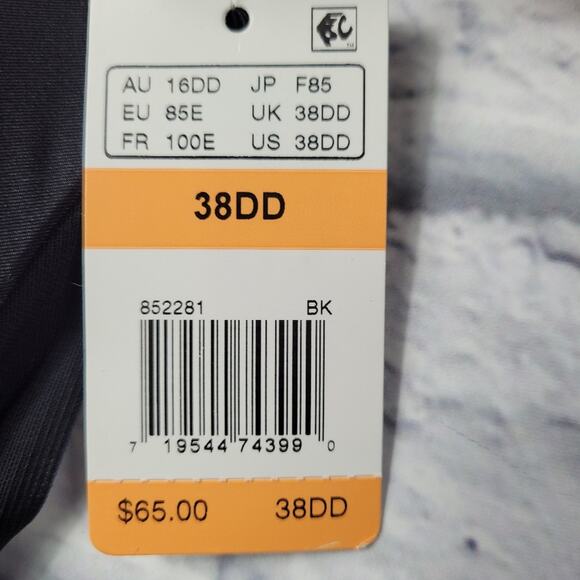 AU 16DD JP F85
EU 85E UK 38DD
FR 100E US 38DD
38DD
852281 BK
7 19544 74399 0
$65.00 38DD